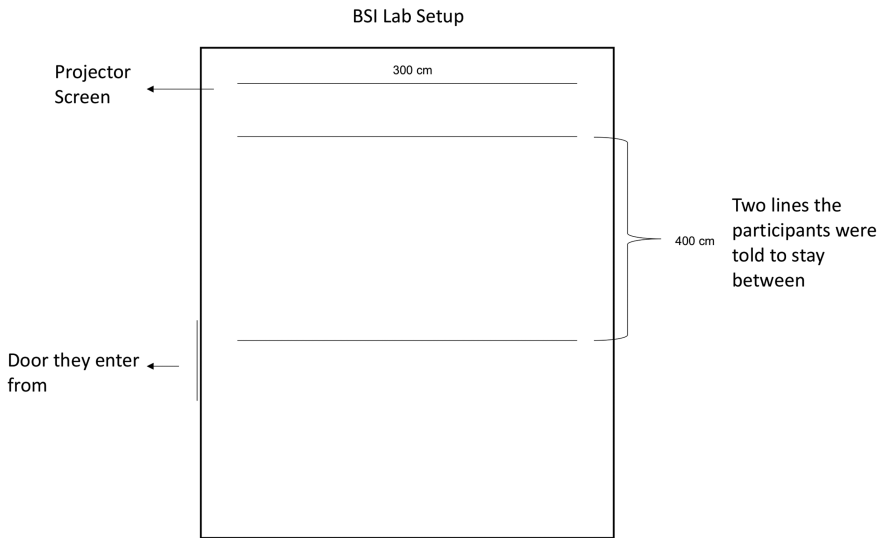 BSI Lab Setup
300 cm
Projector
Screen
Two lines the
participants were
told to stay
between
400 cm
Door they enter
from